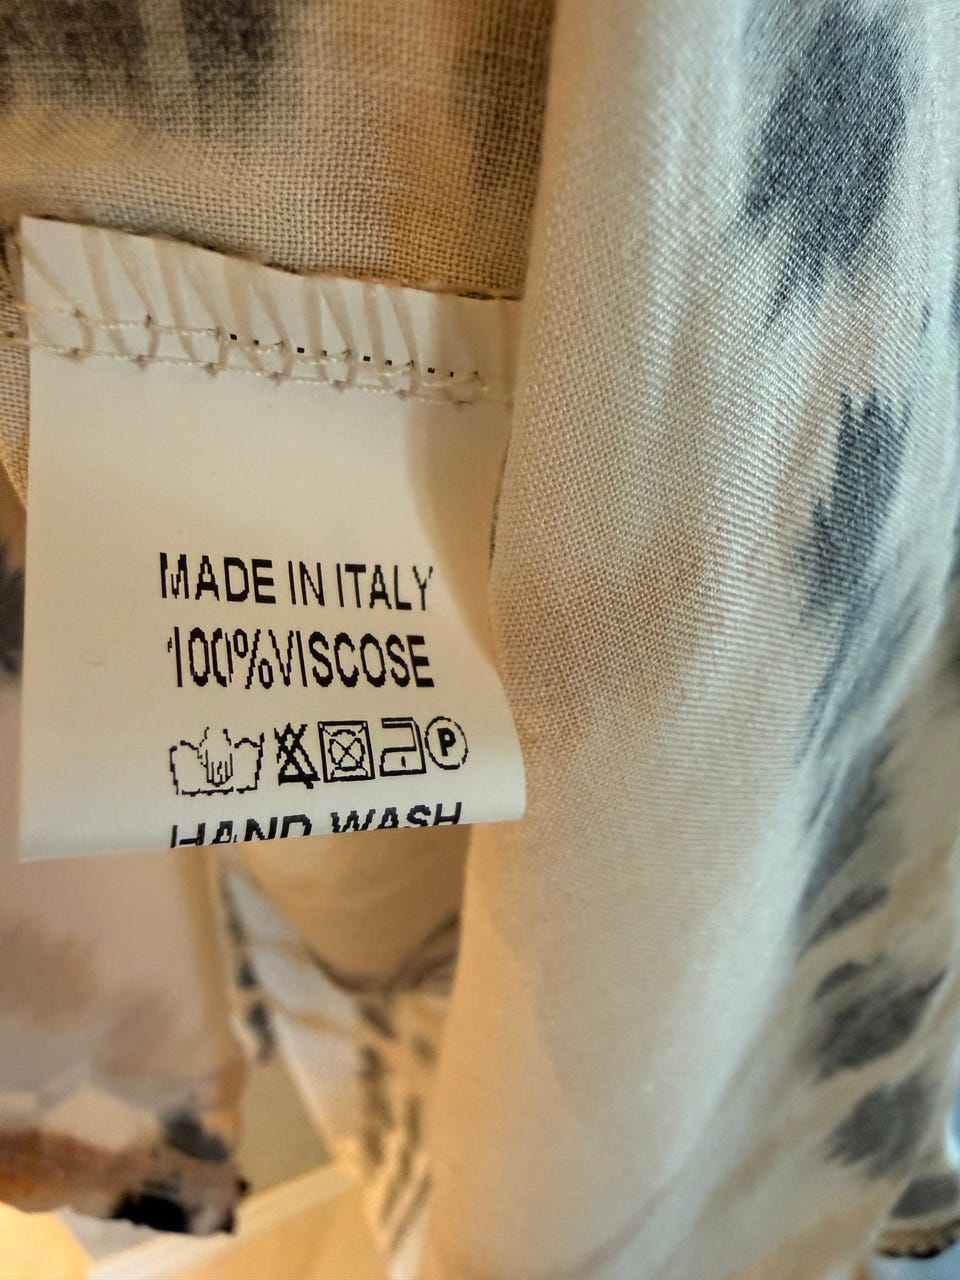 MADE IN ITALY
100%VISCOSE
P
HAND WASH